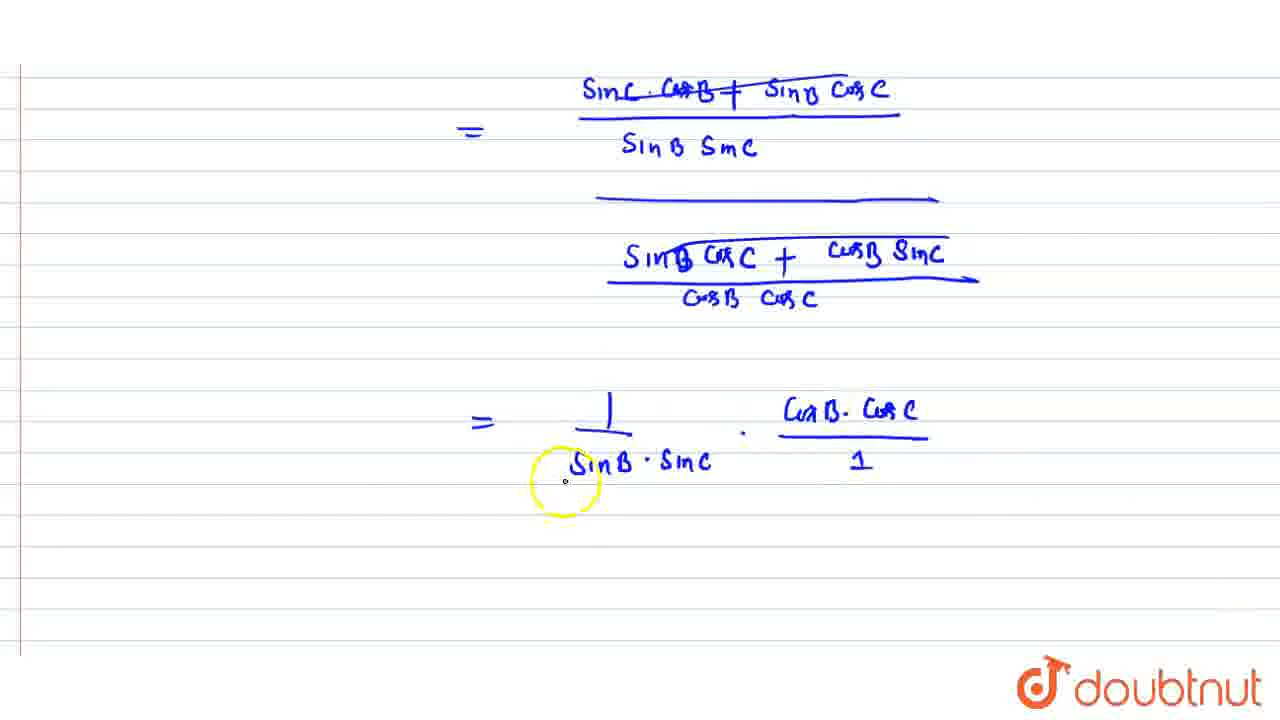 SinC · CosB + SinB CosC
=
SinB SinC
SinB CosC + CosB SinC
CosB CosC
= 1 / SinB · SinC · CosB · CosC / 1
doubtnut